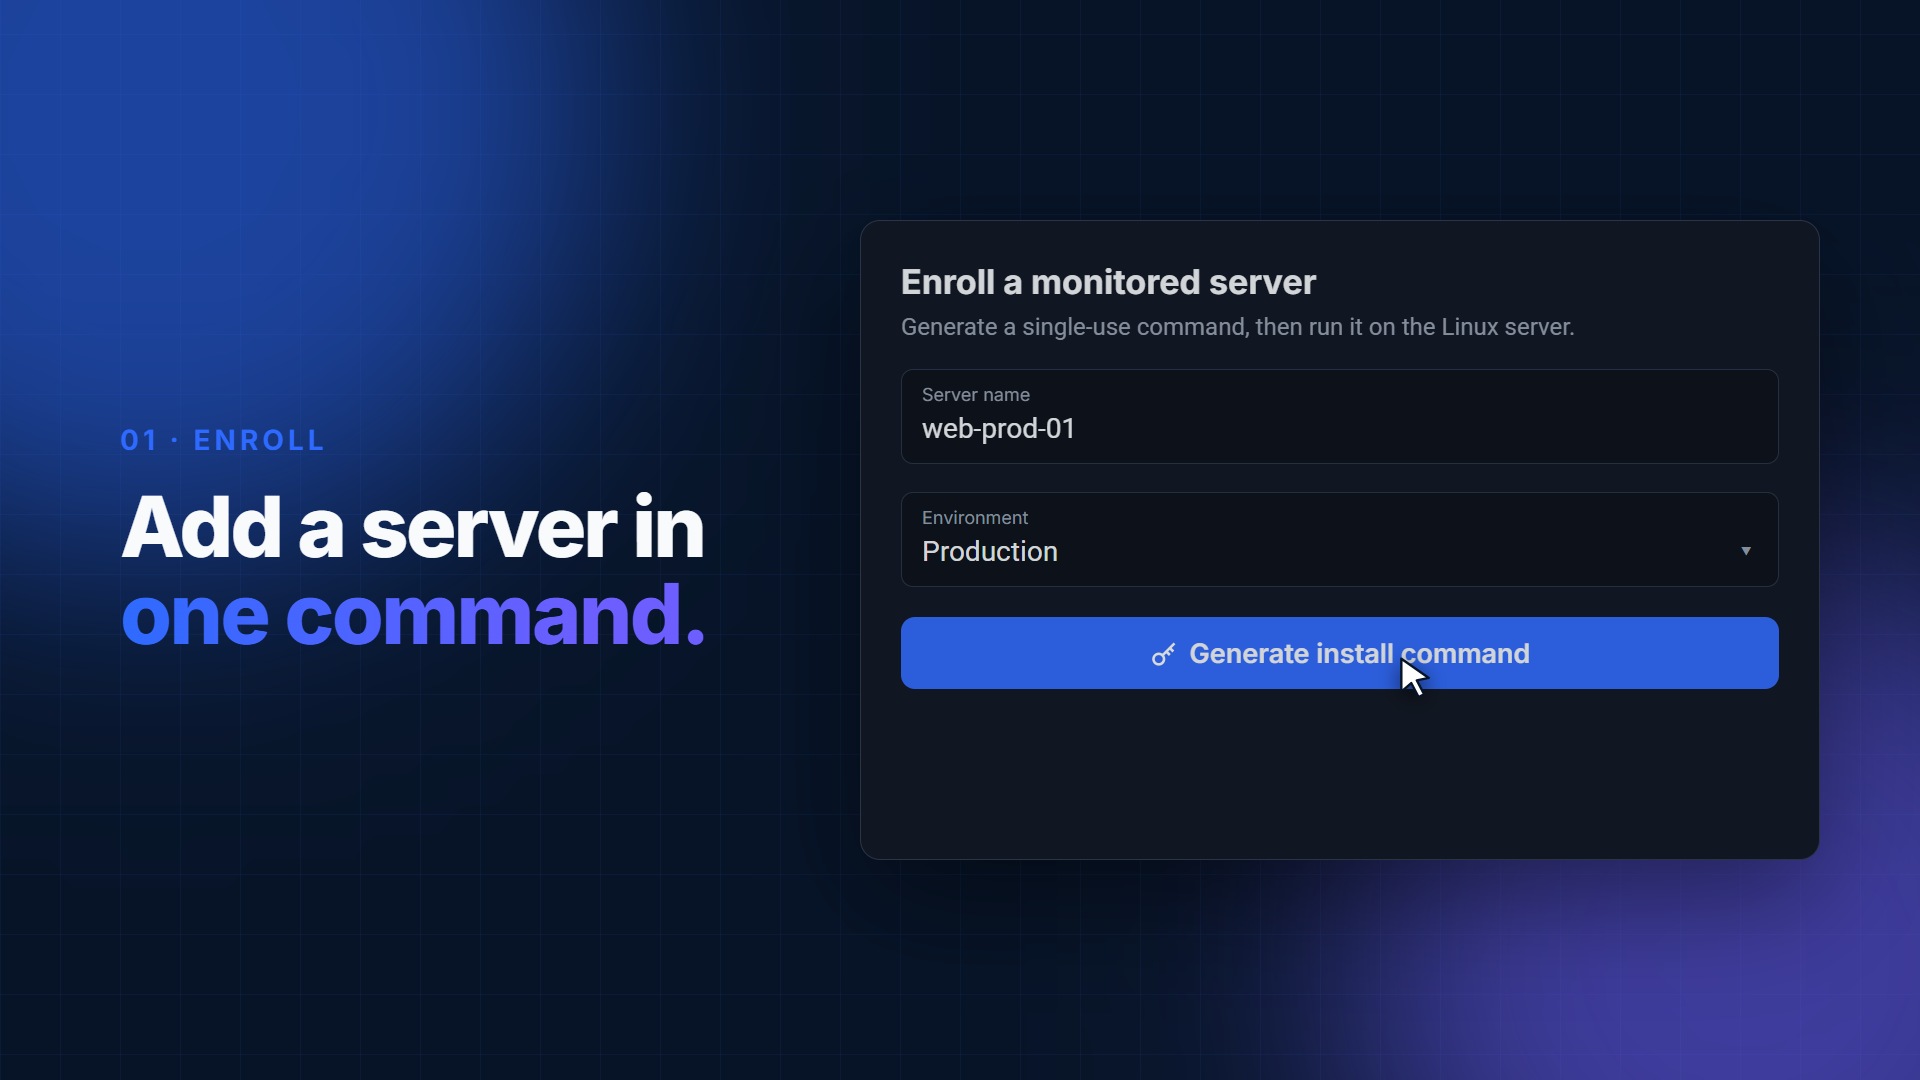 01 · ENROLL
Add a server in
one command.
Enroll a monitored server
Generate a single-use command, then run it on the Linux server.
Server name
web-prod-01
Environment
Production
Generate install command